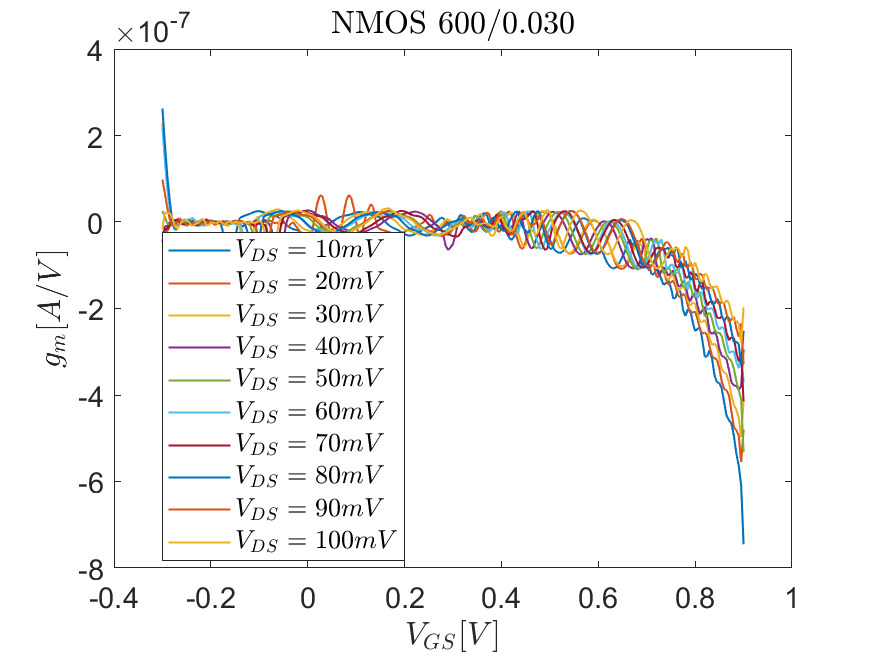 NMOS 600/0.030
×10^-7
4
2
0
-2
-4
-6
-8
g_m[A/V]
V_DS = 10mV
V_DS = 20mV
V_DS = 30mV
V_DS = 40mV
V_DS = 50mV
V_DS = 60mV
V_DS = 70mV
V_DS = 80mV
V_DS = 90mV
V_DS = 100mV
-0.4 -0.2 0 0.2 0.4 0.6 0.8 1
V_GS[V]